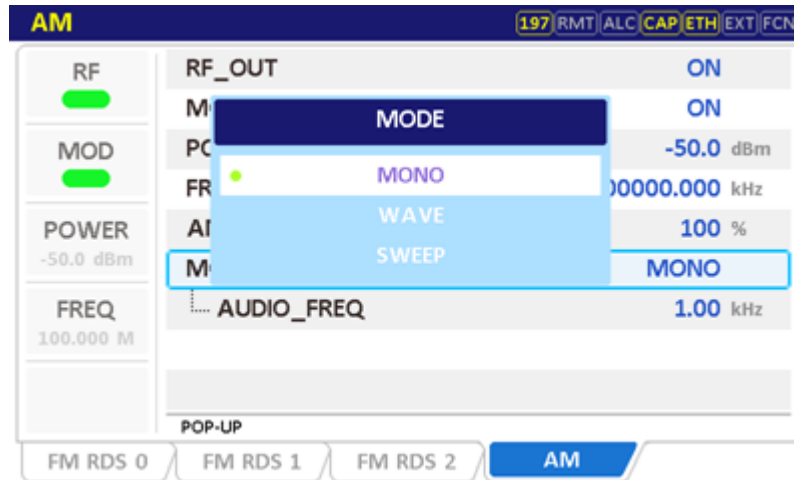 AM 197 RMT ALC CAP ETH EXT FCN
RF
MOD
POWER
-50.0 dBm
FREQ
100.000 M
RF_OUT ON
ON
-50.0 dBm
FR 00000.000 kHz
100 %
MONO
AUDIO_FREQ 1.00 kHz
MODE
MONO
WAVE
SWEEP
POP-UP
FM RDS 0 FM RDS 1 FM RDS 2 AM